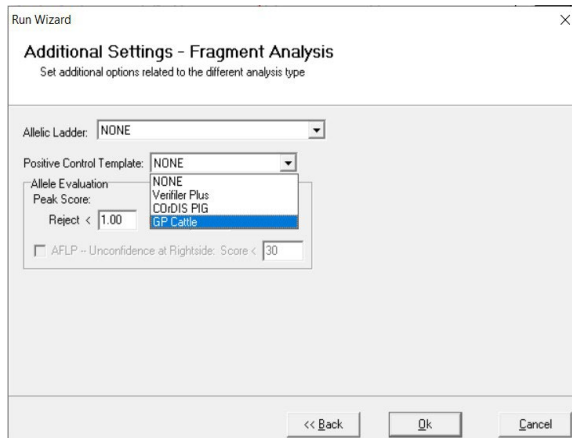 Run Wizard
Additional Settings - Fragment Analysis
Set additional options related to the different analysis type
Allelic Ladder: NONE
Positive Control Template: NONE
NONE
Verifiler Plus
COrDIS PIG
GP Cattle
Allele Evaluation
Peak Score:
Reject < 1.00
AFLP -- Unconfidence at Rightside: Score < 30
<< Back
Ok
Cancel